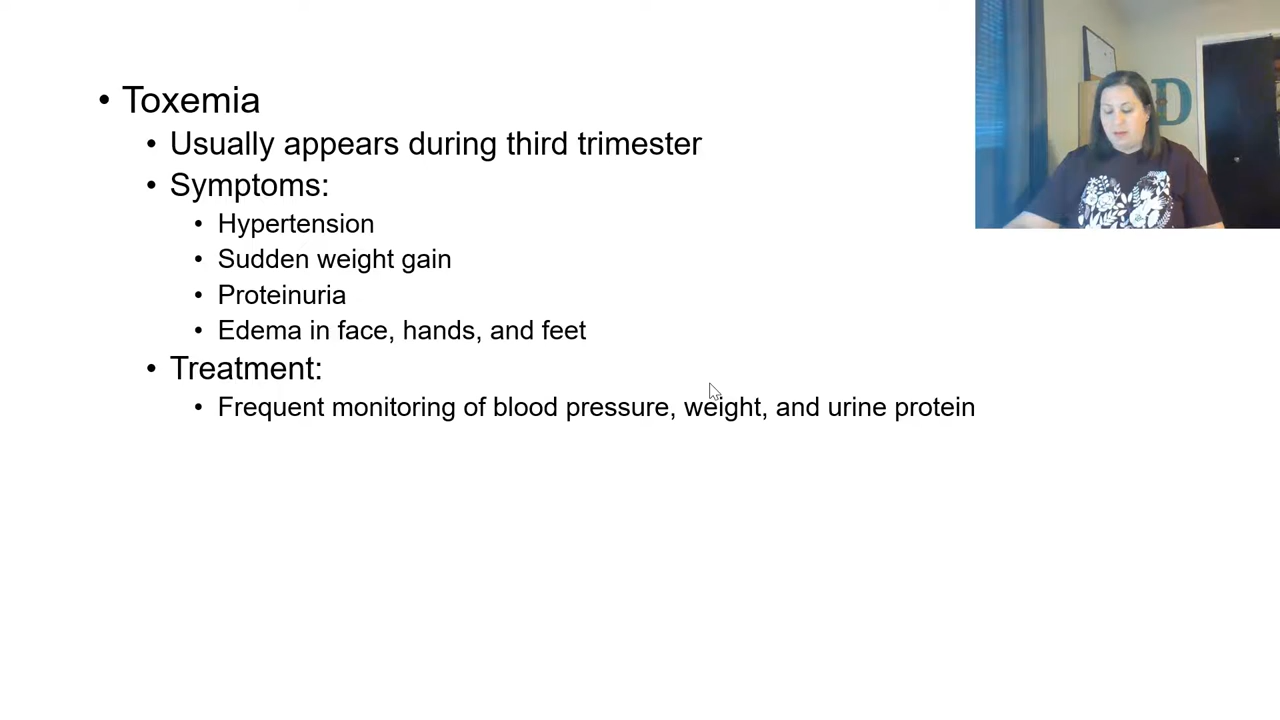 • Toxemia
• Usually appears during third trimester
• Symptoms:
• Hypertension
• Sudden weight gain
• Proteinuria
• Edema in face, hands, and feet
• Treatment:
• Frequent monitoring of blood pressure, weight, and urine protein
D